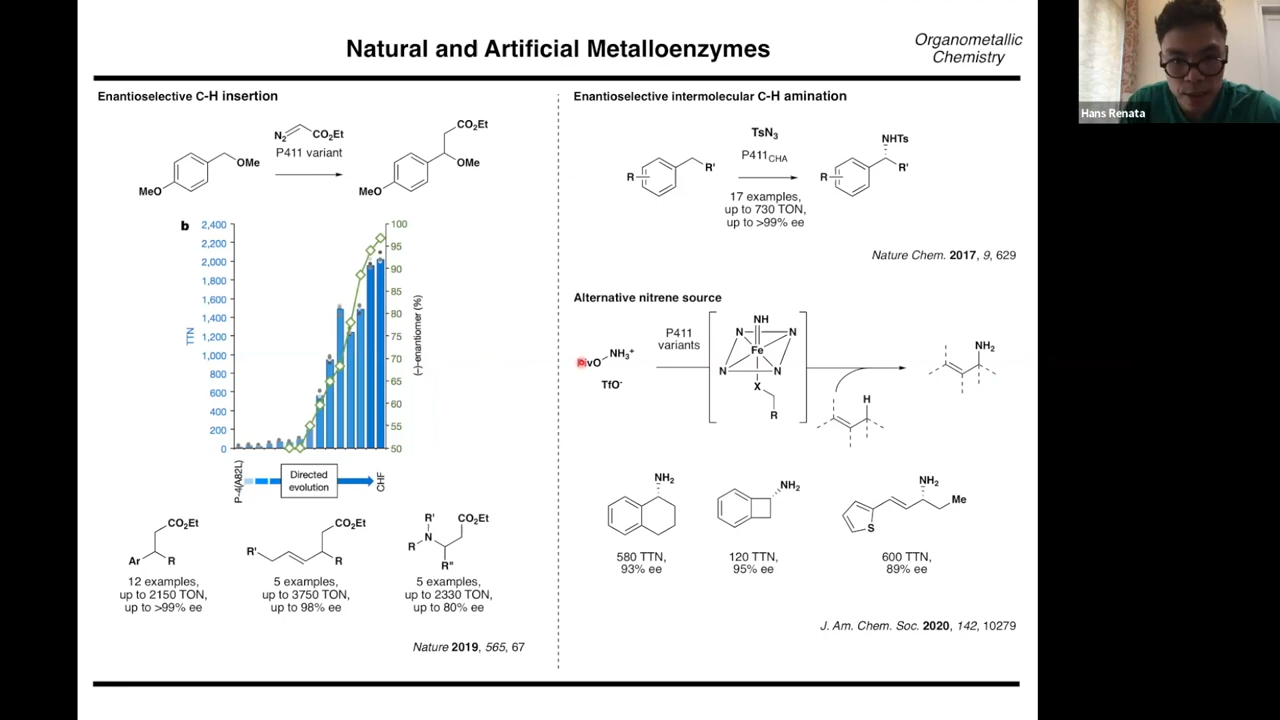 Natural and Artificial Metalloenzymes
Organometallic
Chemistry
Hans Renata
Enantioselective C-H insertion
N2
CO2Et
P411 variant
OMe
MeO
CO2Et
OMe
MeO
b
2,400
2,200
2,000
1,800
1,600
1,400
1,200
1,000
800
600
400
200
0
TTN
100
95
90
85
80
75
70
65
60
55
50
(–)-enantiomer (%)
P-4(A82L)
Directed
evolution
CHF
CO2Et
Ar
R
12 examples,
up to 2150 TON,
up to >99% ee
CO2Et
R'
R
5 examples,
up to 3750 TON,
up to 98% ee
R'
CO2Et
N
R
R"
5 examples,
up to 2330 TON,
up to 80% ee
Nature 2019, 565, 67
Enantioselective intermolecular C-H amination
R
R'
TsN3
P411CHA
17 examples,
up to 730 TON,
up to >99% ee
NHTs
R
R'
Nature Chem. 2017, 9, 629
Alternative nitrene source
PivO
NH3+
TfO-
P411
variants
NH
N
N
Fe
N
N
X
R
H
NH2
NH2
580 TTN,
93% ee
NH2
120 TTN,
95% ee
NH2
Me
S
600 TTN,
89% ee
J. Am. Chem. Soc. 2020, 142, 10279